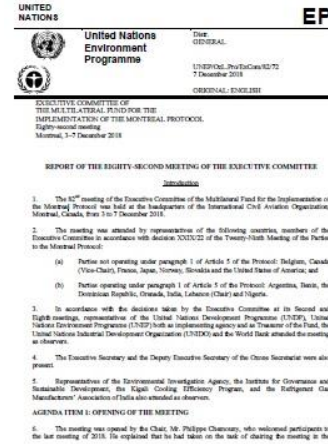 UNITED
NATIONS
EP
United Nations
Environment
Programme
Distr.
GENERAL
UNEP/OzL.Pro/ExCom/82/72
7 December 2018
ORIGINAL: ENGLISH
EXECUTIVE COMMITTEE OF
THE MULTILATERAL FUND FOR THE
IMPLEMENTATION OF THE MONTREAL PROTOCOL
Eighty-second meeting
Montreal, 3-7 December 2018
REPORT OF THE EIGHTY-SECOND MEETING OF THE EXECUTIVE COMMITTEE
Introduction
1. The 82nd meeting of the Executive Committee of the Multilateral Fund for the Implementation of
the Montreal Protocol was held at the headquarters of the International Civil Aviation Organization,
Montreal, Canada, from 3 to 7 December 2018.
2. The meeting was attended by representatives of the following countries, members of the
Executive Committee in accordance with decision XXIX/22 of the Twenty-Ninth Meeting of the Parties
to the Montreal Protocol:
(a) Parties not operating under paragraph 1 of Article 5 of the Protocol: Belgium, Canada
(Vice-Chair), France, Japan, Norway, Slovakia and the United States of America; and
(b) Parties operating under paragraph 1 of Article 5 of the Protocol: Argentina, Benin, the
Dominican Republic, Grenada, India, Lebanon (Chair) and Nigeria.
3. In accordance with the decisions taken by the Executive Committee at its Second and
Eighth meetings, representatives of the United Nations Development Programme (UNDP), United
Nations Environment Programme (UNEP) both as implementing agency and as Treasurer of the Fund, the
United Nations Industrial Development Organization (UNIDO) and the World Bank attended the meeting
as observers.
4. The Executive Secretary and the Deputy Executive Secretary of the Ozone Secretariat were also
present.
5. Representatives of the Environmental Investigation Agency, the Institute for Governance and
Sustainable Development, the Kigali Cooling Efficiency Program, and the Refrigerant Gas
Manufacturers' Association of India also attended as observers.
AGENDA ITEM 1: OPENING OF THE MEETING
6. The meeting was opened by the Chair, Mr. Philippe Chemouny, who welcomed participants to
the last meeting of 2018. He explained that he had taken on the task of chairing the meeting in the